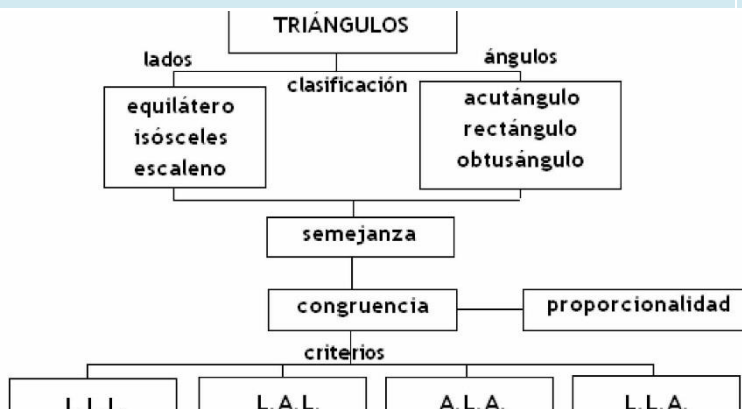 TRIÁNGULOS
lados
ángulos
clasificación
equilátero
isósceles
escaleno
acutángulo
rectángulo
obtusángulo
semejanza
congruencia
proporcionalidad
criterios
L.L.L.
L.A.L.
A.L.A.
L.L.A.